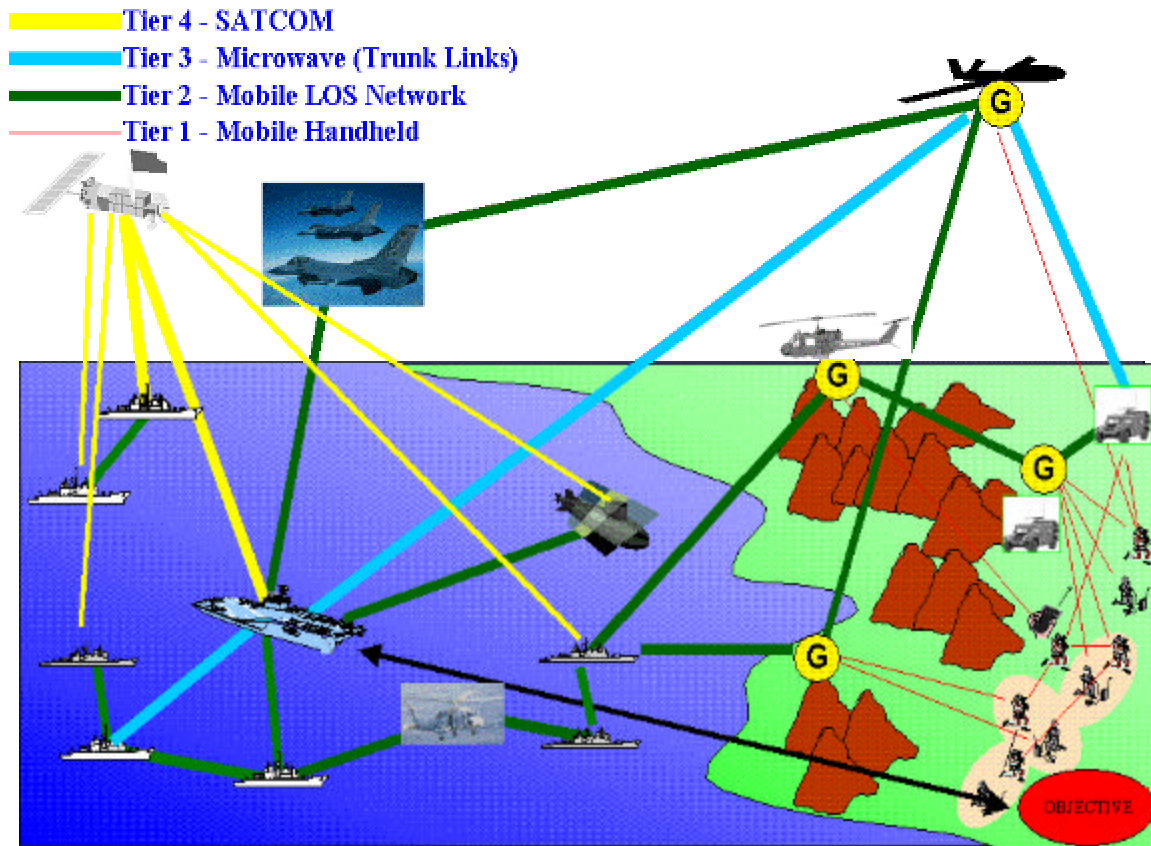 Tier 4 - SATCOM
Tier 3 - Microwave (Trunk Links)
Tier 2 - Mobile LOS Network
Tier 1 - Mobile Handheld
G
G
G
G
OBJECTIVE